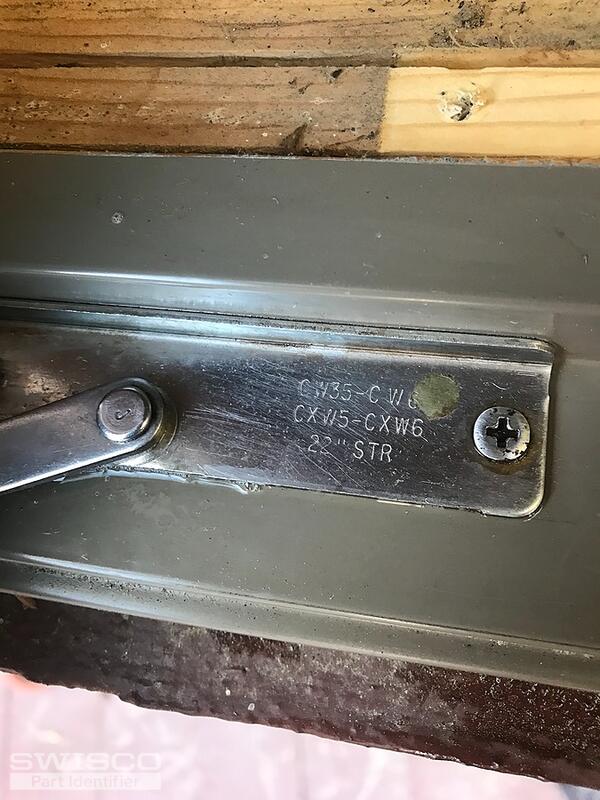 CW35-CW6
CXW5-CXW6
22" STR
SWISCO
Part Identifier